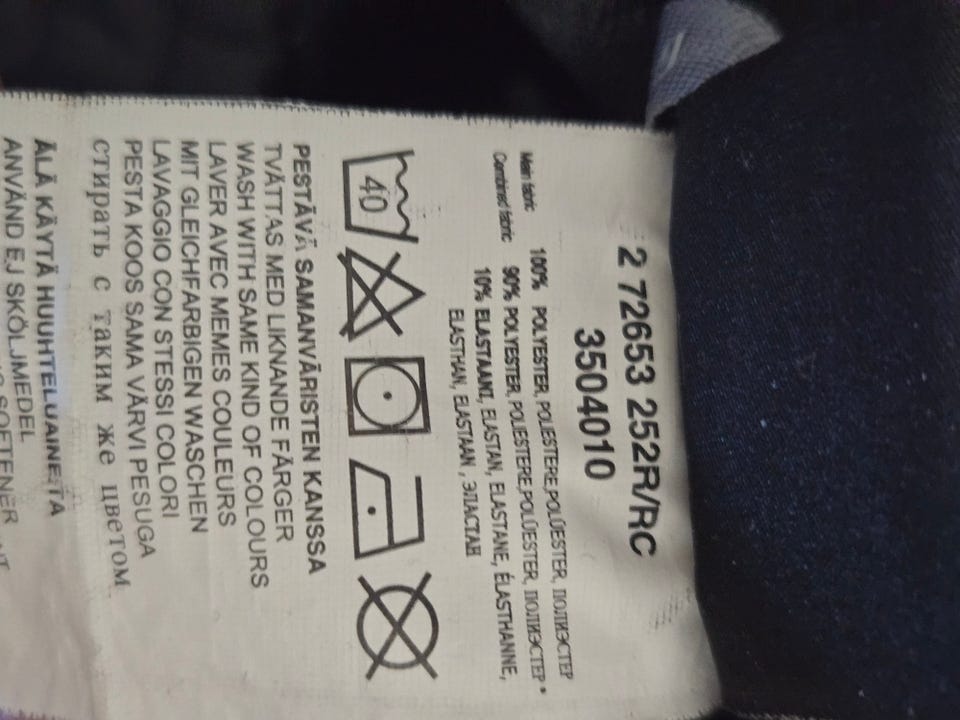 2 72653 252R/RC
3504010
Main fabric 100% POLYESTER, POLIESTERE,POLÜESTER, ПОЛИЭСТЕР
Combined fabric 90% POLYESTER, POLIESTERE,POLÜESTER, ПОЛИЭСТЕР *
10% ELASTAANI, ELASTAN, ELASTANE, ÉLASTHANNE,
ELASTHAN, ELASTAAN , ЭЛАСТАН
40
PESTÄVÄ SAMANVÄRISTEN KANSSA
TVÄTTAS MED LIKNANDE FÄRGER
WASH WITH SAME KIND OF COLOURS
LAVER AVEC MEMES COULEURS
MIT GLEICHFARBIGEN WASCHEN
LAVAGGIO CON STESSI COLORI
PESTA KOOS SAMA VÄRVI PESUGA
стирать с таким же цветом
ÄLÄ KÄYTÄ HUUHTELUAINETTA
ANVÄND EJ SKÖLJMEDEL
SOFTENER